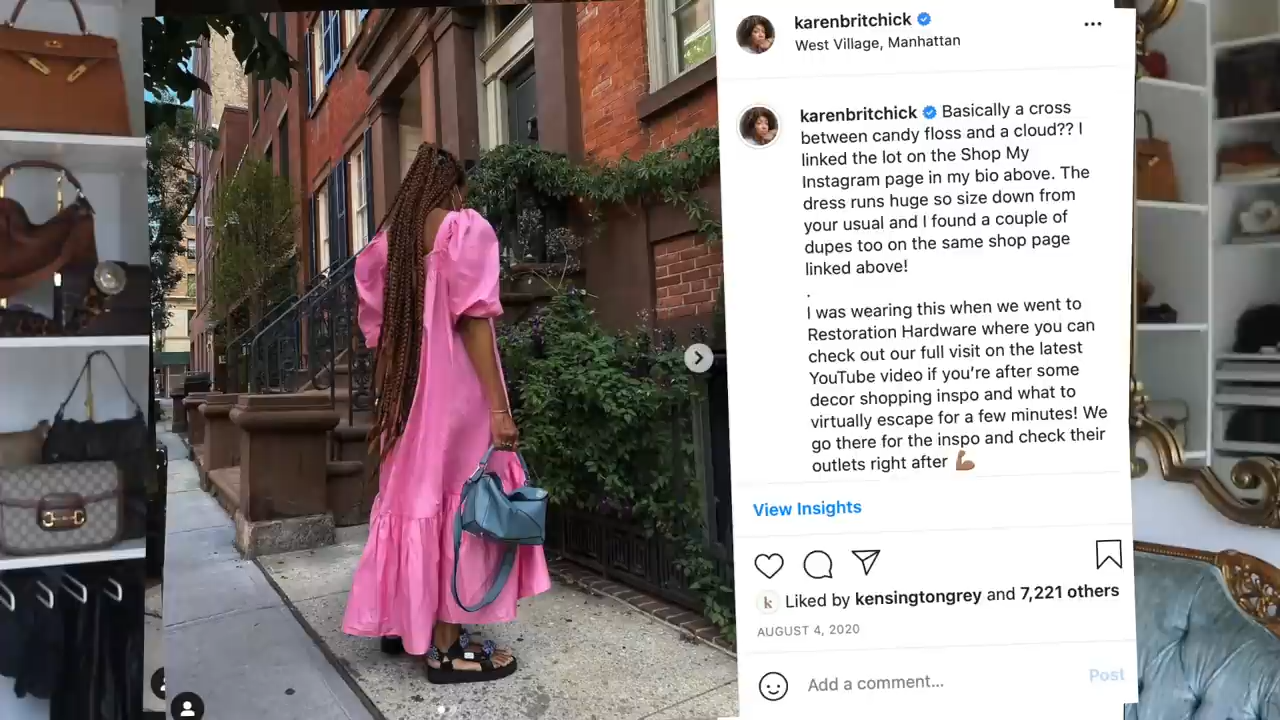 karenbritchick
West Village, Manhattan
karenbritchick Basically a cross
between candy floss and a cloud?? I
linked the lot on the Shop My
Instagram page in my bio above. The
dress runs huge so size down from
your usual and I found a couple of
dupes too on the same shop page
linked above!
.
I was wearing this when we went to
Restoration Hardware where you can
check out our full visit on the latest
YouTube video if you're after some
decor shopping inspo and what to
virtually escape for a few minutes! We
go there for the inspo and check their
outlets right after 💪🏽
View Insights
k Liked by kensingtongrey and 7,221 others
AUGUST 4, 2020
Add a comment...
Post